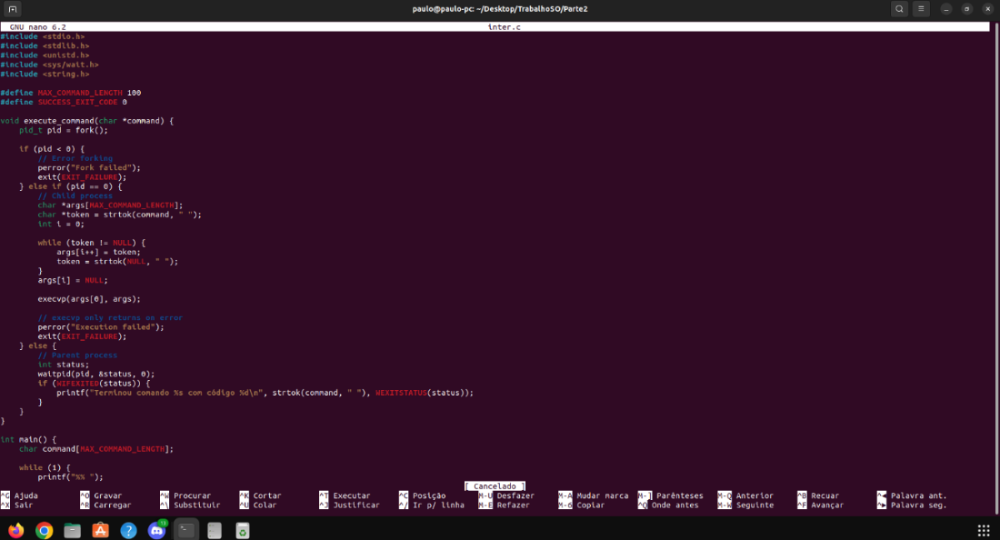 paulo@paulo-pc: ~/Desktop/TrabalhoSO/Parte2
GNU nano 6.2 inter.c
#include <stdio.h>
#include <stdlib.h>
#include <unistd.h>
#include <sys/wait.h>
#include <string.h>
#define MAX_COMMAND_LENGTH 100
#define SUCCESS_EXIT_CODE 0
void execute_command(char *command) {
pid_t pid = fork();
if (pid < 0) {
// Error forking
perror("Fork failed");
exit(EXIT_FAILURE);
} else if (pid == 0) {
// Child process
char *args[MAX_COMMAND_LENGTH];
char *token = strtok(command, " ");
int i = 0;
while (token != NULL) {
args[i++] = token;
token = strtok(NULL, " ");
}
args[i] = NULL;
execvp(args[0], args);
// execvp only returns on error
perror("Execution failed");
exit(EXIT_FAILURE);
} else {
// Parent process
int status;
waitpid(pid, &status, 0);
if (WIFEXITED(status)) {
printf("Terminou comando %s com código %d\n", strtok(command, " "), WEXITSTATUS(status));
}
}
}
int main() {
char command[MAX_COMMAND_LENGTH];
while (1) {
printf("%% ");
[ Cancelado ]
^G Ajuda ^O Gravar ^W Procurar ^K Cortar ^T Executar ^C Posição M-U Desfazer M-A Mudar marca M-] Parênteses M-Q Anterior ^B Recuar ^◀ Palavra ant.
^X Sair ^R Carregar ^\ Substituir ^U Colar ^J Justificar ^/ Ir p/ linha M-E Refazer M-6 Copiar ^Q Onde antes M-W Seguinte ^F Avançar ^▶ Palavra seg.